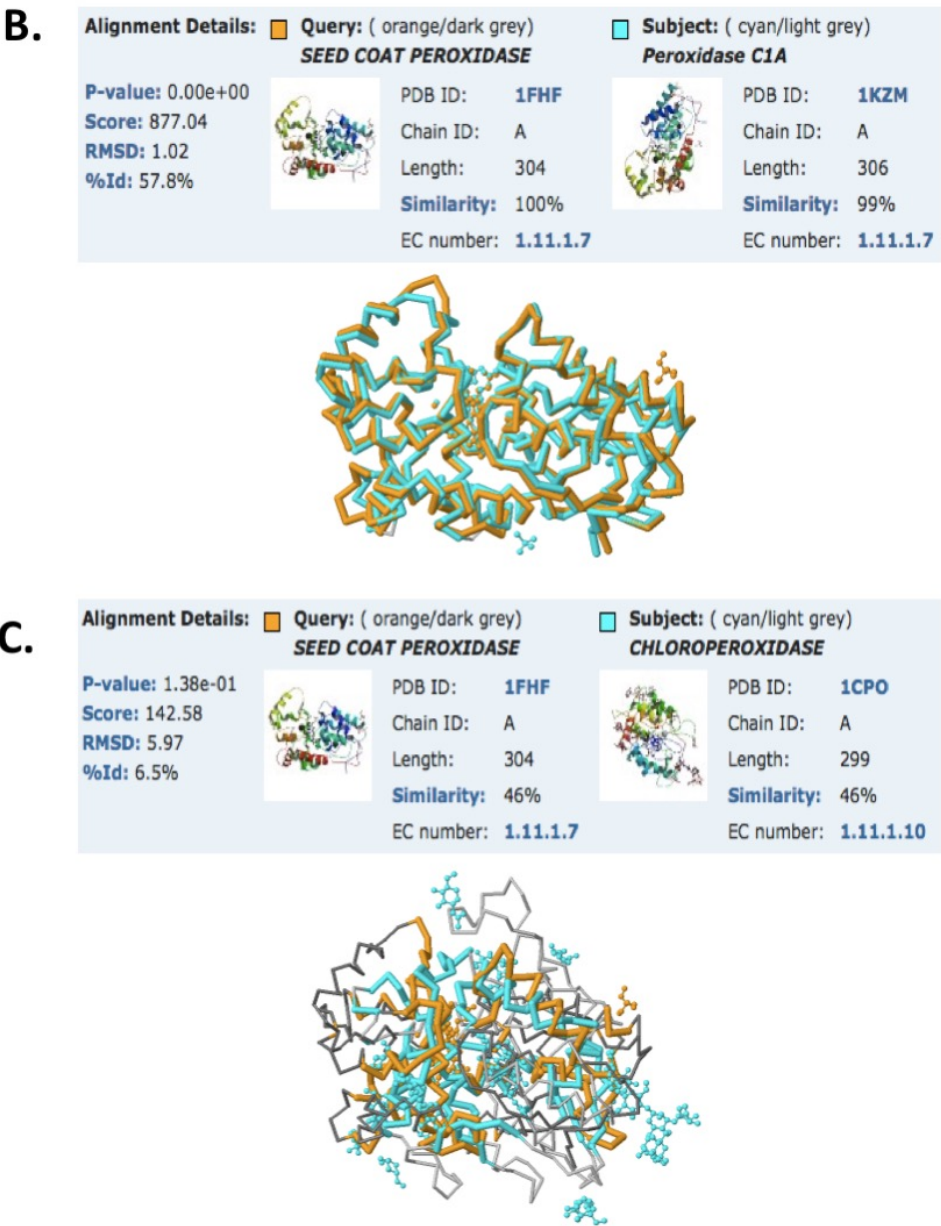 B.
Alignment Details: Query: ( orange/dark grey) Subject: ( cyan/light grey)
SEED COAT PEROXIDASE Peroxidase C1A
P-value: 0.00e+00 PDB ID: 1FHF PDB ID: 1KZM
Score: 877.04 Chain ID: A Chain ID: A
RMSD: 1.02 Length: 304 Length: 306
%Id: 57.8% Similarity: 100% Similarity: 99%
EC number: 1.11.1.7 EC number: 1.11.1.7
C.
Alignment Details: Query: ( orange/dark grey) Subject: ( cyan/light grey)
SEED COAT PEROXIDASE CHLOROPEROXIDASE
P-value: 1.38e-01 PDB ID: 1FHF PDB ID: 1CPO
Score: 142.58 Chain ID: A Chain ID: A
RMSD: 5.97 Length: 304 Length: 299
%Id: 6.5% Similarity: 46% Similarity: 46%
EC number: 1.11.1.7 EC number: 1.11.1.10